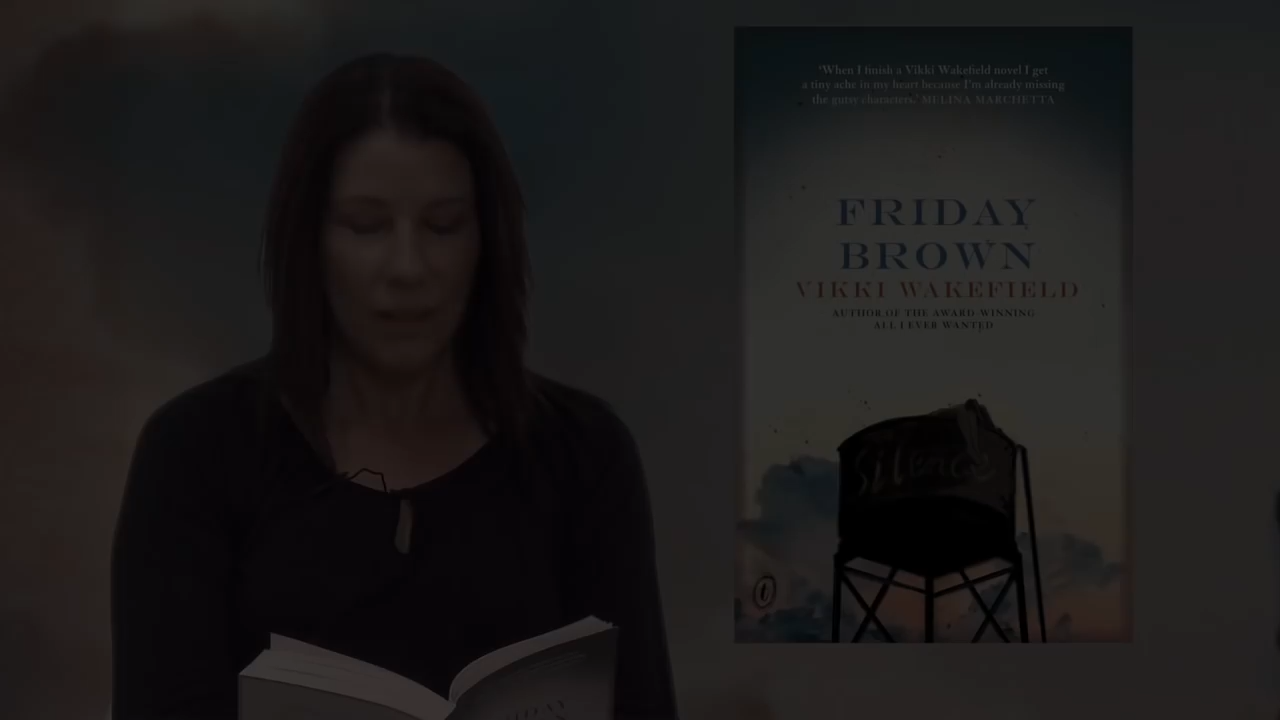 ‘When I finish a Vikki Wakefield novel I get
a tiny ache in my heart because I’m already missing
the gutsy characters.’ MELINA MARCHETTA
FRIDAY
BROWN
VIKKI WAKEFIELD
AUTHOR OF THE AWARD-WINNING
ALL I EVER WANTED
Silence
t